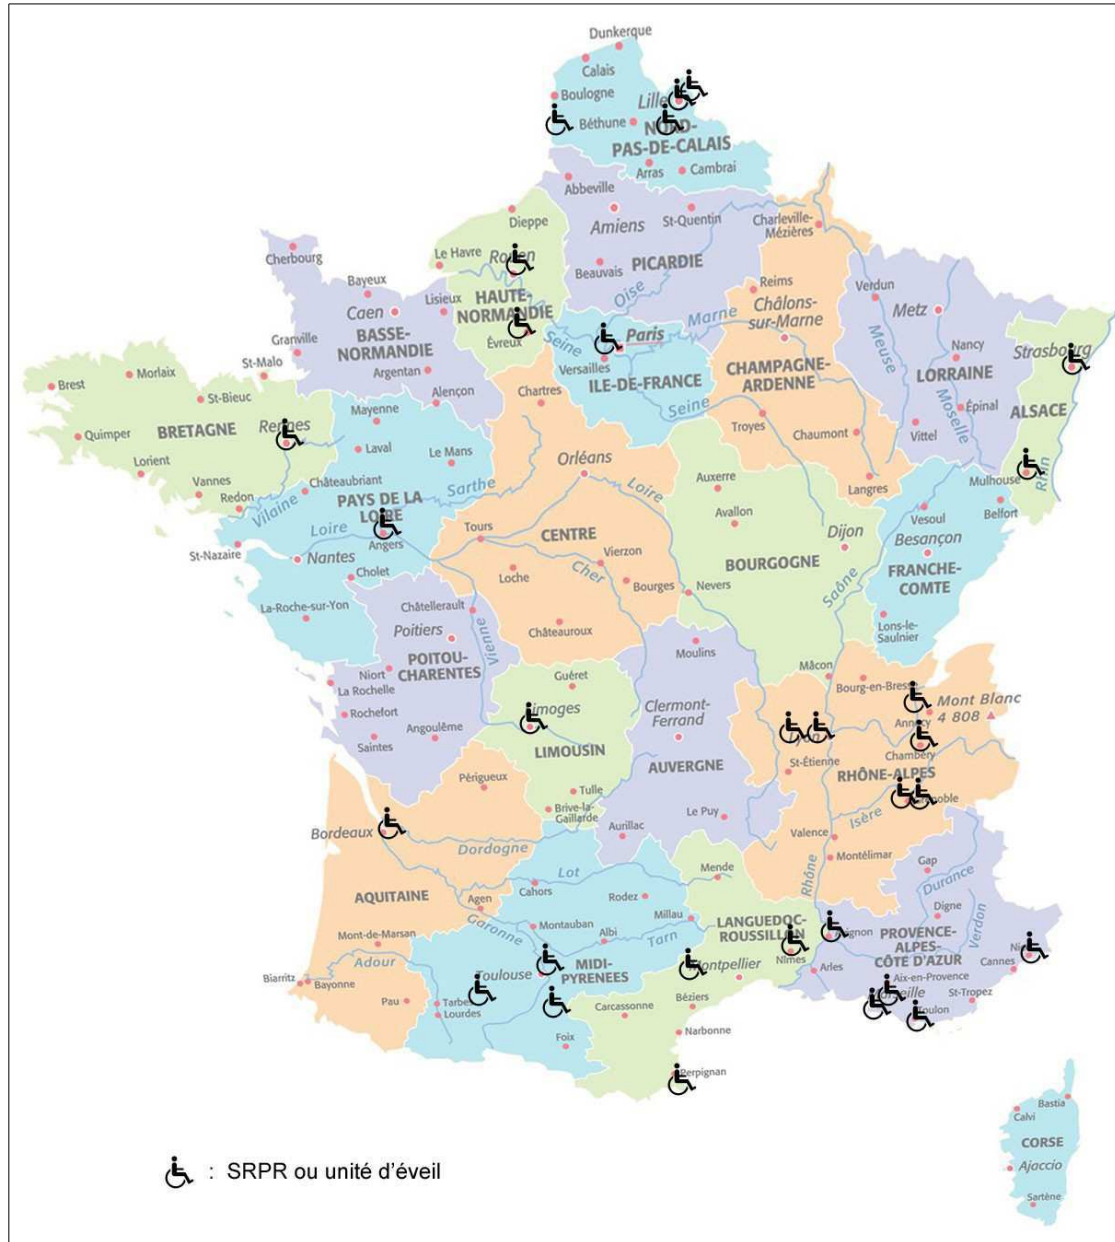 Dunkerque
Calais
Boulogne
Lille
Béthune
NORD-
PAS-DE-CALAIS
Arras
Cambrai
Abbeville
Dieppe
Amiens
St-Quentin
Charleville-
Mézières
Cherbourg
Le Havre
Rouen
Beauvais
PICARDIE
Oise
Reims
Verdun
Metz
Bayeux
Lisieux
HAUTE-
NORMANDIE
Caen
BASSE-
NORMANDIE
Granville
Évreux
Seine
Paris
Marne
Châlons-
sur-Marne
Meuse
Nancy
Strasbourg
St-Malo
Argentan
Versailles
ILE-DE-FRANCE
CHAMPAGNE-
ARDENNE
LORRAINE
Moselle
ALSACE
Brest
Morlaix
St-Bieuc
Alençon
Chartres
Seine
Troyes
Chaumont
Épinal
Vittel
Quimper
BRETAGNE
Rennes
Mayenne
Laval
Le Mans
Orléans
Loire
Auxerre
Langres
Mulhouse
Rhin
Lorient
Vannes
Redon
Vilaine
Châteaubriant
PAYS DE LA
LOIRE
Sarthe
Avallon
Vesoul
Belfort
St-Nazaire
Loire
Nantes
Angers
Tours
CENTRE
Vierzon
Dijon
Besançon
Cholet
Loche
Cher
Bourges
Nevers
BOURGOGNE
Saône
FRANCHE-
COMTE
La-Roche-sur-Yon
Châtellerault
Châteauroux
Lons-le-
Saulnier
Poitiers
Vienne
Moulins
POITOU-
CHARENTES
Niort
La Rochelle
Guéret
Mâcon
Bourg-en-Bresse
Mont Blanc
4 808
Rochefort
Saintes
Angoulême
Limoges
LIMOUSIN
Clermont-
Ferrand
Lyon
Annecy
Chambéry
St-Étienne
RHÔNE-ALPES
AUVERGNE
Périgueux
Tulle
Brive-la-
Gaillarde
Le Puy
Isère
Grenoble
Bordeaux
Dordogne
Aurillac
Valence
Montélimar
Rhône
Gap
Durance
AQUITAINE
Lot
Cahors
Agen
Rodez
Mende
Digne
Verdon
Garonne
Montauban
Albi
Millau
Tarn
LANGUEDOC-
ROUSSILLON
Avignon
PROVENCE-
ALPES-
CÔTE D'AZUR
Mont-de-Marsan
Adour
Nîmes
Arles
Aix-en-Provence
Cannes
Biarritz
Bayonne
Toulouse
MIDI-
PYRENEES
Montpellier
Marseille
St-Tropez
Pau
Tarbes
Lourdes
Carcassonne
Béziers
Toulon
Foix
Narbonne
Perpignan
Bastia
Calvi
CORSE
Ajaccio
Sartène
: SRPR ou unité d'éveil